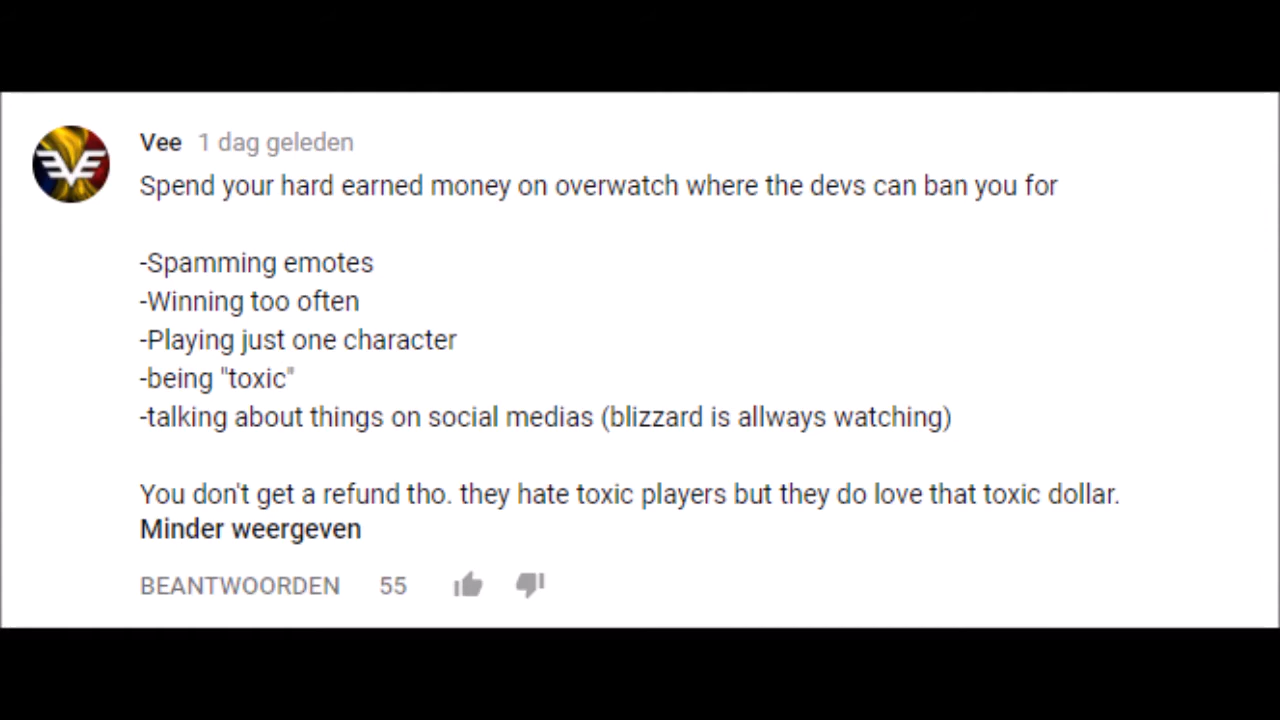 Vee 1 dag geleden
Spend your hard earned money on overwatch where the devs can ban you for
-Spamming emotes
-Winning too often
-Playing just one character
-being "toxic"
-talking about things on social medias (blizzard is allways watching)
You don't get a refund tho. they hate toxic players but they do love that toxic dollar.
Minder weergeven
BEANTWOORDEN 55